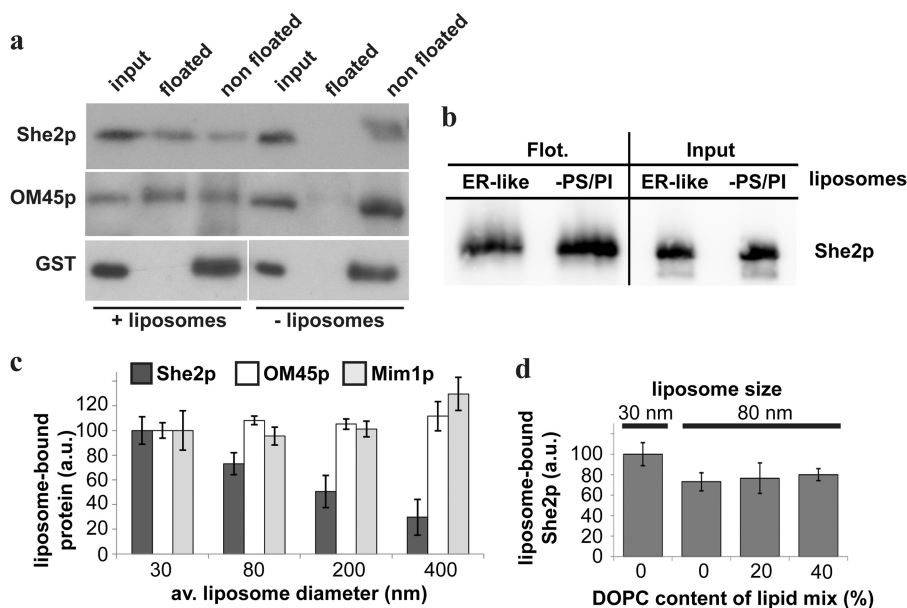 a
input
floated
non floated
input
floated
non floated
She2p
OM45p
GST
+ liposomes
- liposomes
b
Flot.
Input
ER-like
-PS/PI
ER-like
-PS/PI
liposomes
She2p
c
She2p
OM45p
Mim1p
liposome-bound
protein (a.u.)
120
100
80
60
40
20
0
30
80
200
400
av. liposome diameter (nm)
d
liposome size
30 nm
80 nm
liposome-bound
She2p (a.u.)
120
100
80
60
40
20
0
0
0
20
40
DOPC content of lipid mix (%)